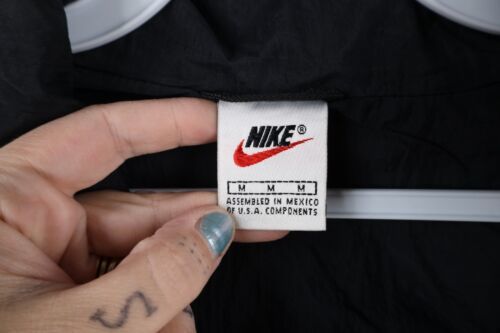 NIKE®
M M M
ASSEMBLED IN MEXICO
OF U.S.A. COMPONENTS
S